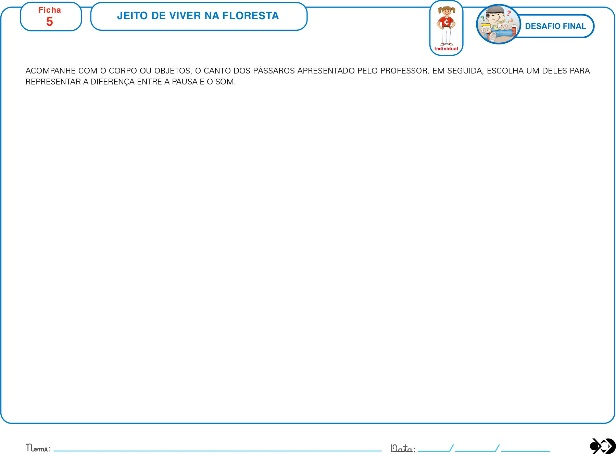 Ficha
5
JEITO DE VIVER NA FLORESTA
Individual
DESAFIO FINAL
ACOMPANHE COM O CORPO OU OBJETOS, O CANTO DOS PÁSSAROS APRESENTADO PELO PROFESSOR. EM SEGUIDA, ESCOLHA UM DELES PARA
REPRESENTAR A DIFERENÇA ENTRE A PAUSA E O SOM.
Nome: Data: / /